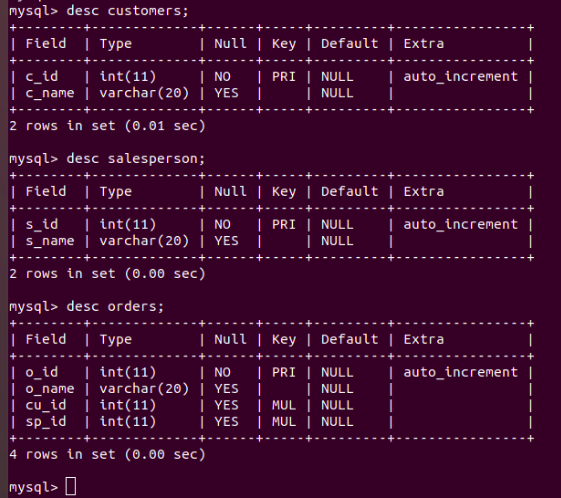 mysql> desc customers;
+--------+-------------+------+-----+---------+----------------+
| Field  | Type        | Null | Key | Default | Extra          |
+--------+-------------+------+-----+---------+----------------+
| c_id   | int(11)     | NO   | PRI | NULL    | auto_increment |
| c_name | varchar(20) | YES  |     | NULL    |                |
+--------+-------------+------+-----+---------+----------------+
2 rows in set (0.01 sec)

mysql> desc salesperson;
+--------+-------------+------+-----+---------+----------------+
| Field  | Type        | Null | Key | Default | Extra          |
+--------+-------------+------+-----+---------+----------------+
| s_id   | int(11)     | NO   | PRI | NULL    | auto_increment |
| s_name | varchar(20) | YES  |     | NULL    |                |
+--------+-------------+------+-----+---------+----------------+
2 rows in set (0.00 sec)

mysql> desc orders;
+--------+-------------+------+-----+---------+----------------+
| Field  | Type        | Null | Key | Default | Extra          |
+--------+-------------+------+-----+---------+----------------+
| o_id   | int(11)     | NO   | PRI | NULL    | auto_increment |
| o_name | varchar(20) | YES  |     | NULL    |                |
| cu_id  | int(11)     | YES  | MUL | NULL    |                |
| sp_id  | int(11)     | YES  | MUL | NULL    |                |
+--------+-------------+------+-----+---------+----------------+
4 rows in set (0.00 sec)

mysql>